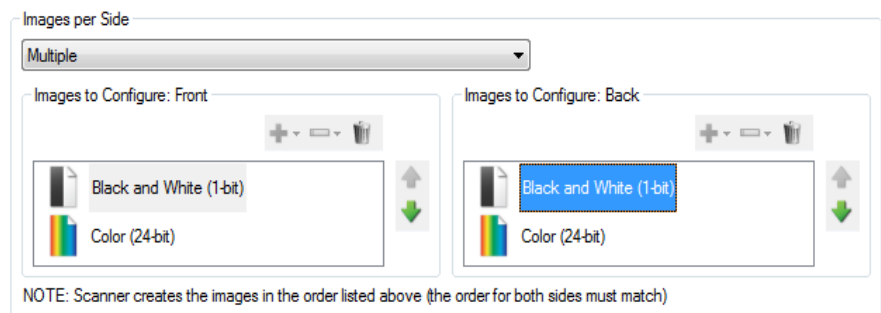 Images per Side
Multiple
Images to Configure: Front
Images to Configure: Back
Black and White (1-bit)
Black and White (1-bit)
Color (24-bit)
Color (24-bit)
NOTE: Scanner creates the images in the order listed above (the order for both sides must match)